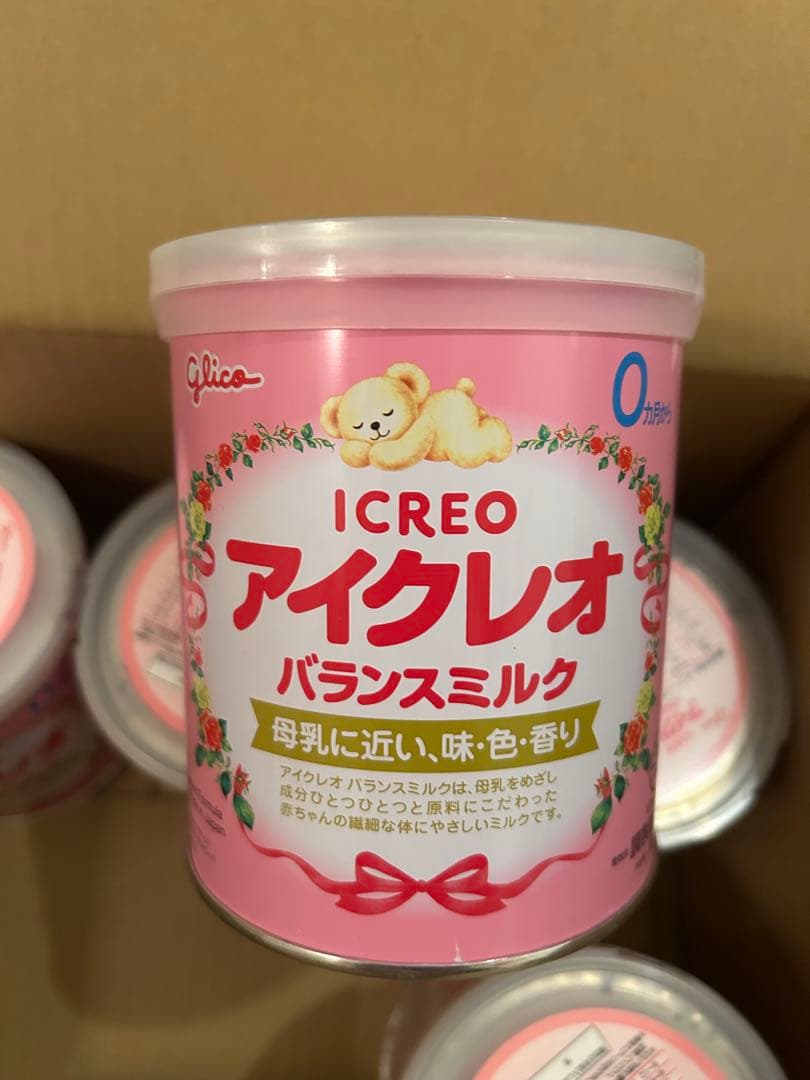 Glico
0カ月から
ICREO
アイクレオ
バランスミルク
母乳に近い、味・色・香り
アイクレオ バランスミルクは、母乳をめざし
成分ひとつひとつと原料にこだわった
赤ちゃんの繊細な体にやさしいミルクです。
Japan